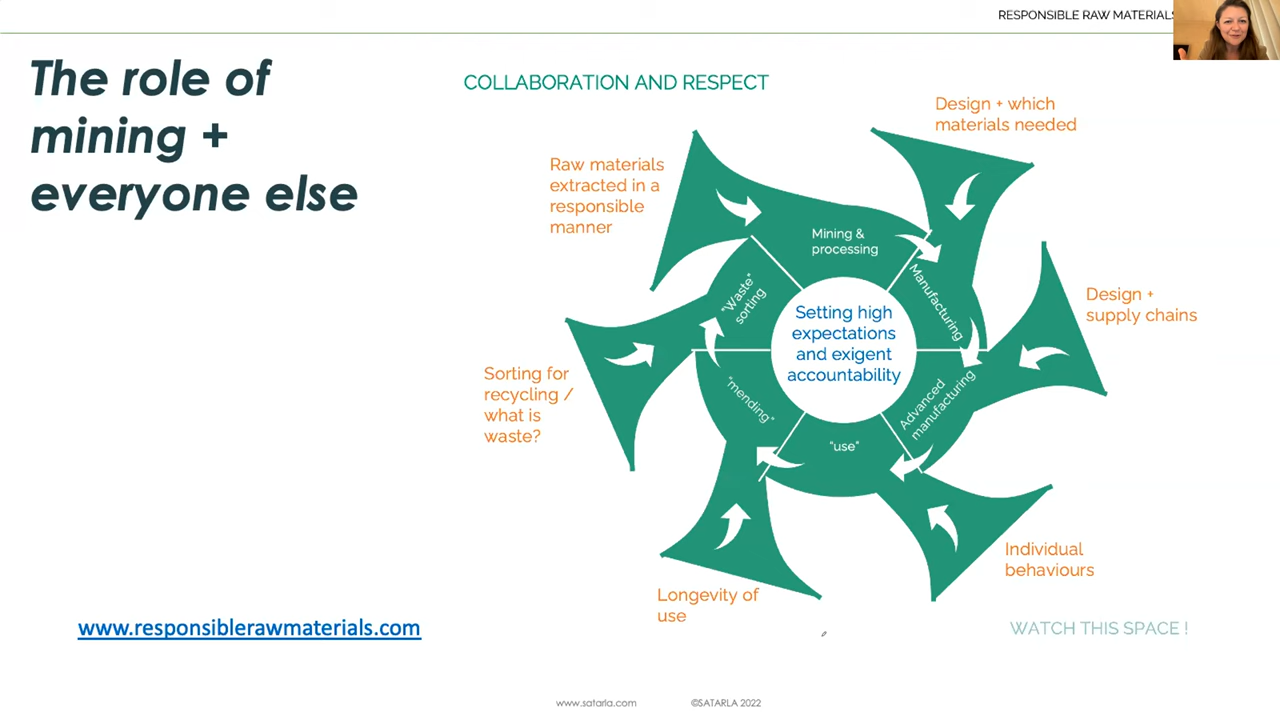 RESPONSIBLE RAW MATERIALS
The role of
mining +
everyone else
COLLABORATION AND RESPECT
Design + which
materials needed
Raw materials
extracted in a
responsible
manner
Mining &
processing
Manufacturing
"Waste"
sorting
Setting high
expectations
and exigent
accountability
Design +
supply chains
Sorting for
recycling /
what is
waste?
"mending"
Advanced
manufacturing
"use"
Individual
behaviours
Longevity of
use
www.responsiblerawmaterials.com
WATCH THIS SPACE !
www.satarla.com ©SATARLA 2022